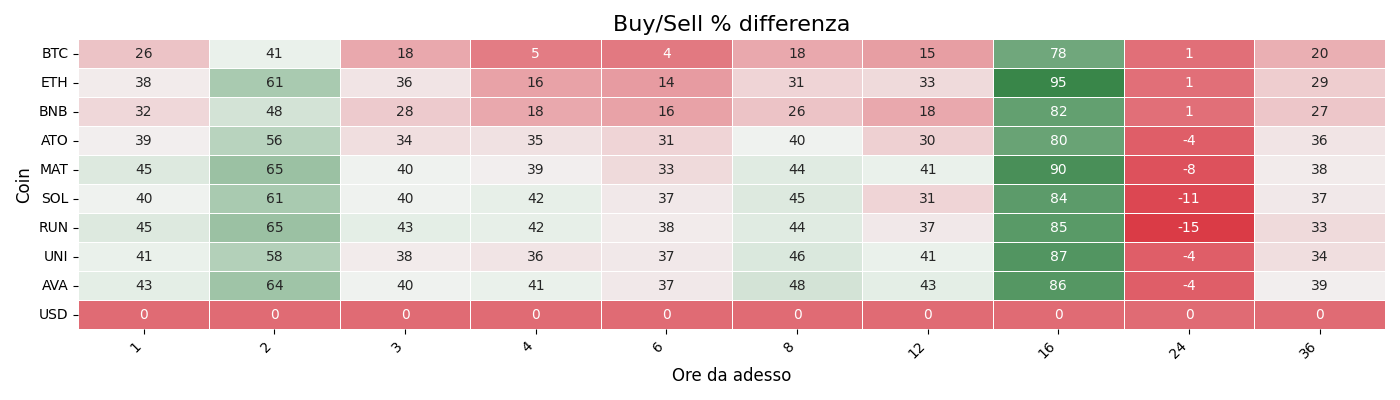 Buy/Sell % differenza
Coin
BTC 26 41 18 5 4 18 15 78 1 20
ETH 38 61 36 16 14 31 33 95 1 29
BNB 32 48 28 18 16 26 18 82 1 27
ATO 39 56 34 35 31 40 30 80 -4 36
MAT 45 65 40 39 33 44 41 90 -8 38
SOL 40 61 40 42 37 45 31 84 -11 37
RUN 45 65 43 42 38 44 37 85 -15 33
UNI 41 58 38 36 37 46 41 87 -4 34
AVA 43 64 40 41 37 48 43 86 -4 39
USD 0 0 0 0 0 0 0 0 0 0
1 2 3 4 6 8 12 16 24 36
Ore da adesso